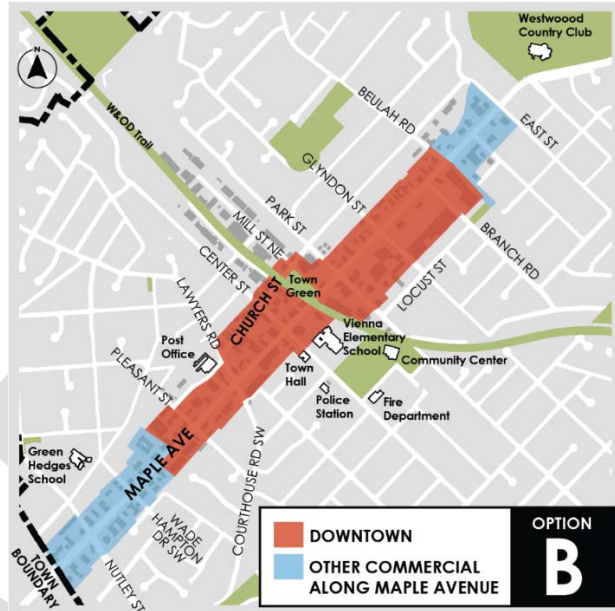 Westwoood
Country Club
N
BEULAH RD
EAST ST
W&OD Trail
GLYNDON ST
PARK ST
MILL ST NE
BRANCH RD
CENTER ST
LOCUST ST
Town
Green
LAWYERS RD
CHURCH ST
Vienna
Elementary
School
Community Center
Post
Office
Town
Hall
PLEASANT ST
Police
Station
Fire
Department
Green
Hedges
School
MAPLE AVE
COURTHOUSE RD SW
WADE
HAMPTON
DR SW
NUTLEY ST
TOWN
BOUNDARY
DOWNTOWN
OTHER COMMERCIAL
ALONG MAPLE AVENUE
OPTION
B